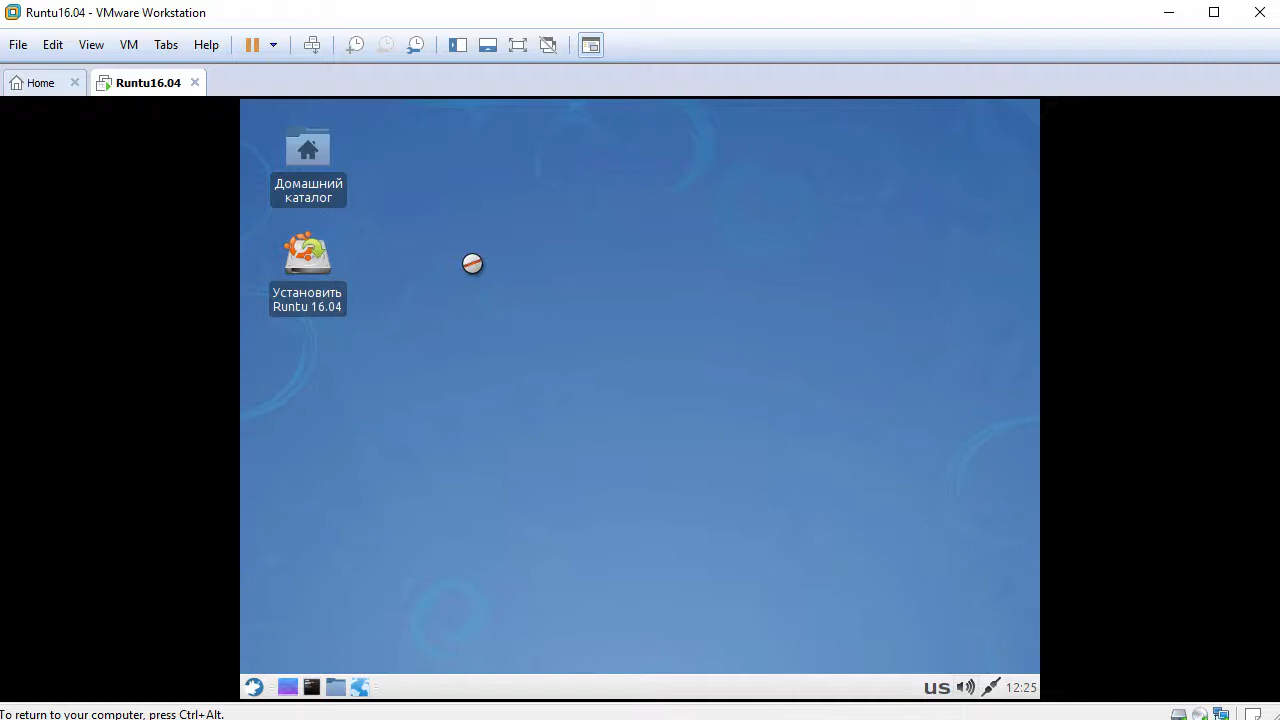 Runtu16.04 - VMware Workstation
File Edit View VM Tabs Help
Home Runtu16.04
Домашний
каталог
Установить
Runtu 16.04
us 12:25
To return to your computer, press Ctrl+Alt.